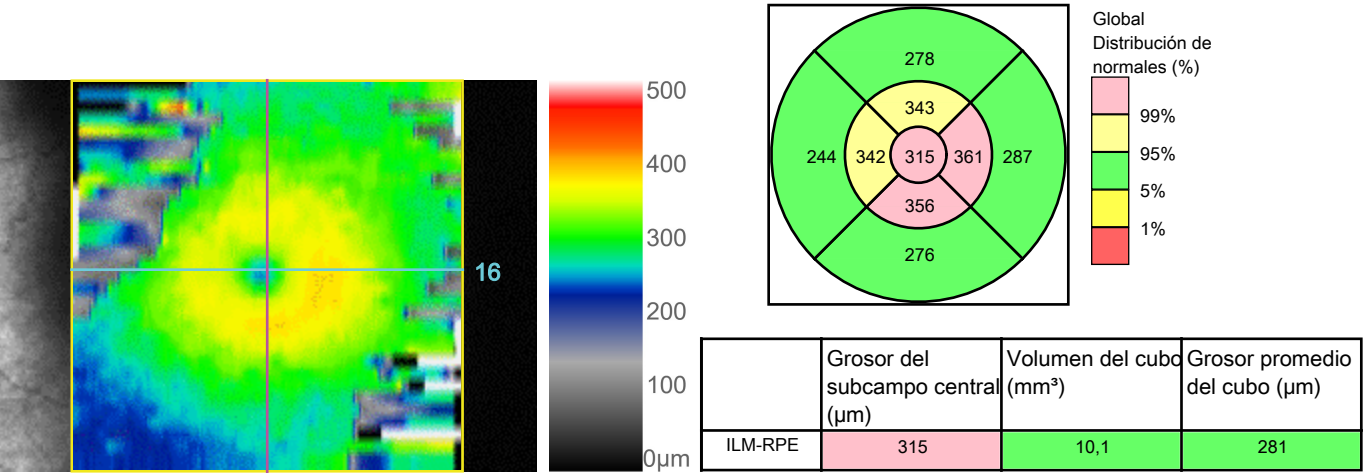 500
400
300
200
100
0µm
16
278
343
244
342
315
361
287
356
276
Global
Distribución de
normales (%)
99%
95%
5%
1%
Grosor del
subcampo central
(µm)
Volumen del cubo
(mm³)
Grosor promedio
del cubo (µm)
ILM-RPE
315
10,1
281